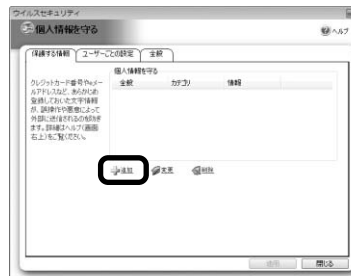 ウイルスセキュリティ
個人情報を守る
ヘルプ
保護する情報
ユーザーごとの設定
全般
個人情報を守る
全般
カテゴリ
情報
クレジットカード番号やeメー
ルアドレスなど、あらかじめ
登録しておいた文字情報
が、誤操作や悪意によって
外部に送信されるのを防ぎ
ます。詳細はヘルプ(画面
右上)をご覧ください。
追加
変更
削除
適用
閉じる